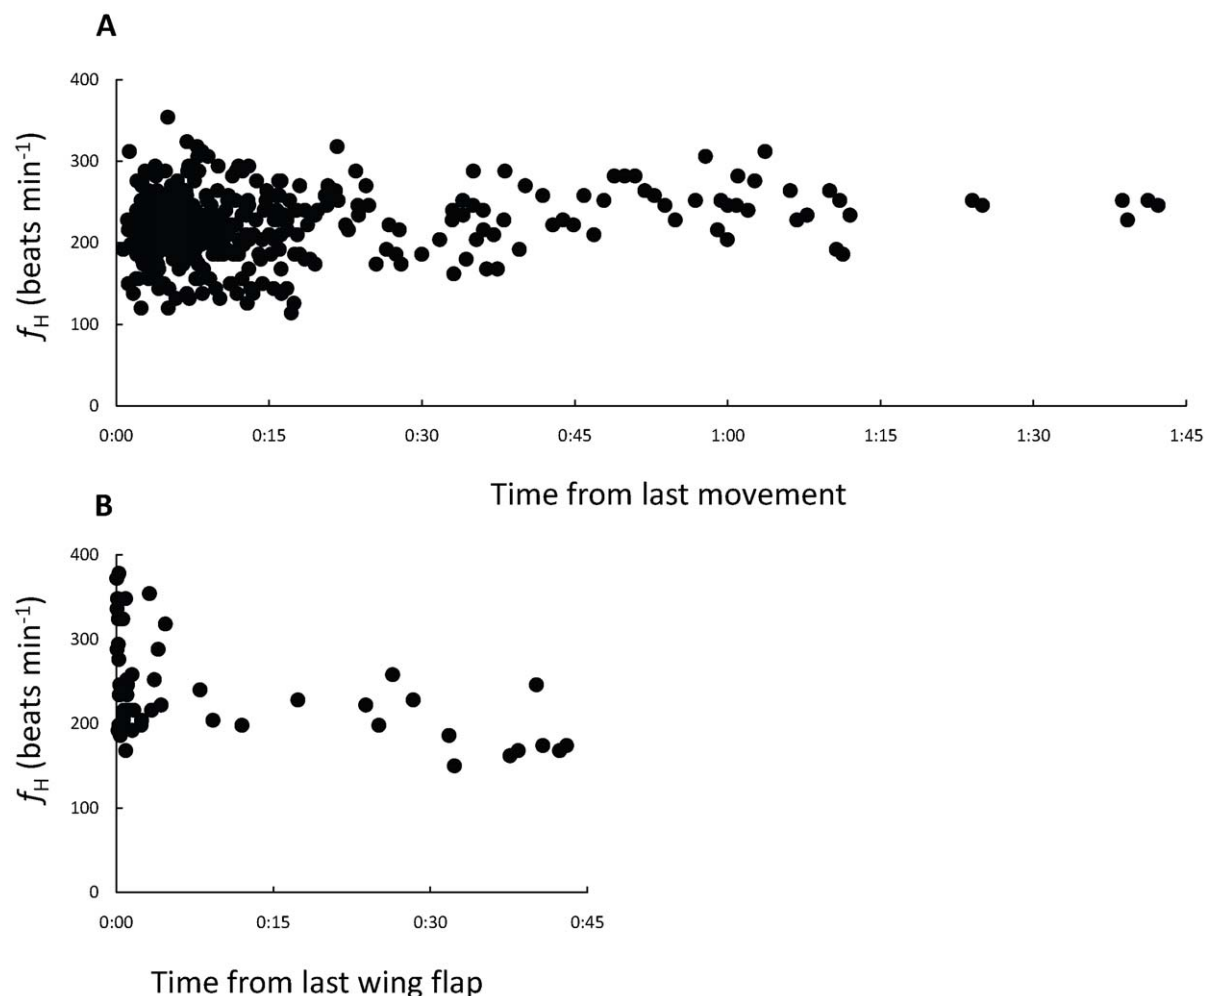 A
400
300
200
100
0
fH (beats min-1)
0:00 0:15 0:30 0:45 1:00 1:15 1:30 1:45
Time from last movement
B
400
300
200
100
0
fH (beats min-1)
0:00 0:15 0:30 0:45
Time from last wing flap